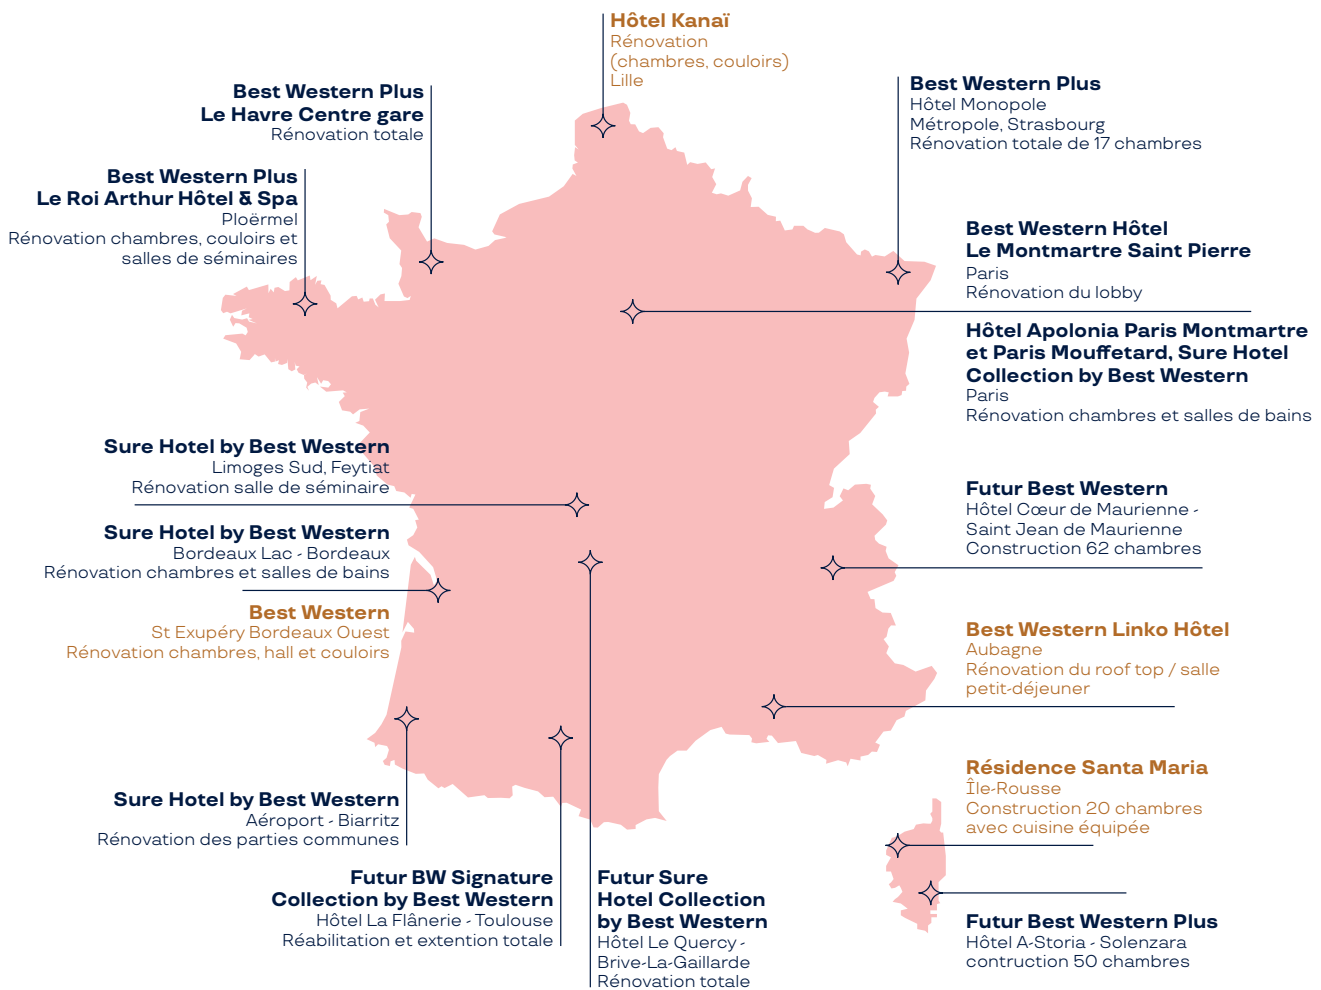 Hôtel Kanaï
Rénovation
(chambres, couloirs)
Lille
Best Western Plus
Le Havre Centre gare
Rénovation totale
Best Western Plus
Hôtel Monopole
Métropole, Strasbourg
Rénovation totale de 17 chambres
Best Western Plus
Le Roi Arthur Hôtel & Spa
Ploërmel
Rénovation chambres, couloirs et
salles de séminaires
Best Western Hôtel
Le Montmartre Saint Pierre
Paris
Rénovation du lobby
Hôtel Apolonia Paris Montmartre
et Paris Mouffetard, Sure Hotel
Collection by Best Western
Paris
Rénovation chambres et salles de bains
Sure Hotel by Best Western
Limoges Sud, Feytiat
Rénovation salle de séminaire
Futur Best Western
Hôtel Cœur de Maurienne -
Saint Jean de Maurienne
Construction 62 chambres
Sure Hotel by Best Western
Bordeaux Lac - Bordeaux
Rénovation chambres et salles de bains
Best Western
St Exupéry Bordeaux Ouest
Rénovation chambres, hall et couloirs
Best Western Linko Hôtel
Aubagne
Rénovation du roof top / salle
petit-déjeuner
Résidence Santa Maria
Île-Rousse
Construction 20 chambres
avec cuisine équipée
Sure Hotel by Best Western
Aéroport - Biarritz
Rénovation des parties communes
Futur BW Signature
Collection by Best Western
Hôtel La Flânerie - Toulouse
Réabilitation et extention totale
Futur Sure
Hotel Collection
by Best Western
Hôtel Le Quercy -
Brive-La-Gaillarde
Rénovation totale
Futur Best Western Plus
Hôtel A-Storia - Solenzara
contruction 50 chambres